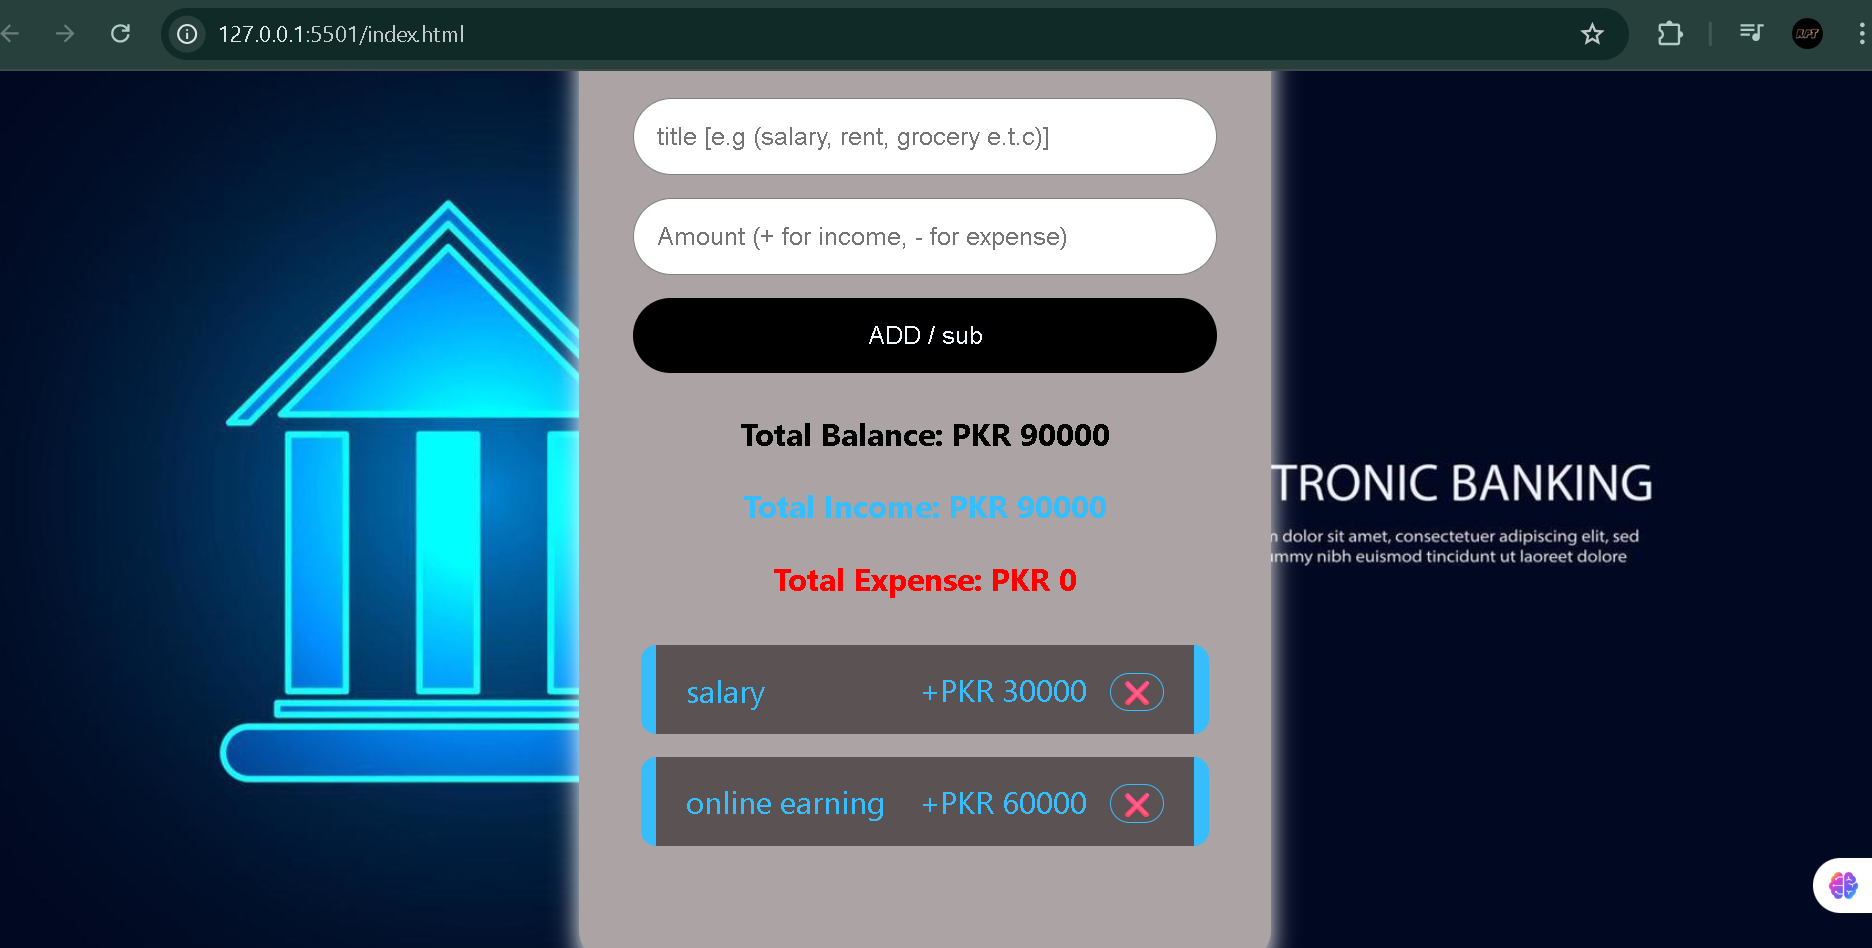 127.0.0.1:5501/index.html
RFT
title [e.g (salary, rent, grocery e.t.c)]
Amount (+ for income, - for expense)
ADD / sub
Total Balance: PKR 90000
Total Income: PKR 90000
Total Expense: PKR 0
TRONIC BANKING
dolor sit amet, consectetuer adipiscing elit, sed
nibh euismod tincidunt ut laoreet dolore
salary +PKR 30000
online earning +PKR 60000